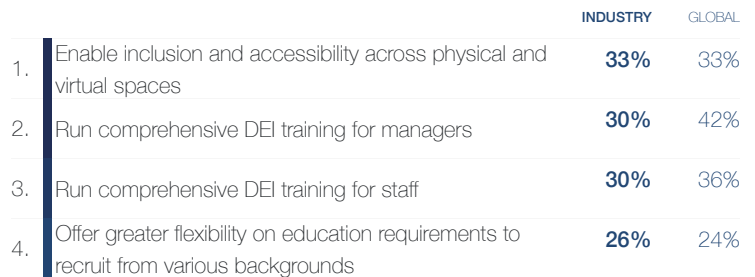 INDUSTRY GLOBAL
1. Enable inclusion and accessibility across physical and
virtual spaces 33% 33%
2. Run comprehensive DEI training for managers 30% 42%
3. Run comprehensive DEI training for staff 30% 36%
4. Offer greater flexibility on education requirements to
recruit from various backgrounds 26% 24%